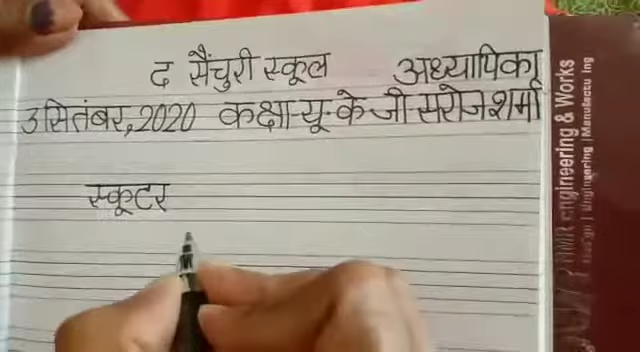 द सैंचुरी स्कूल अध्यापिका
3 सितंबर, 2020 कक्षा-यू-के-जी-सरोज शर्मा
स्कूटर
Engineering & Works